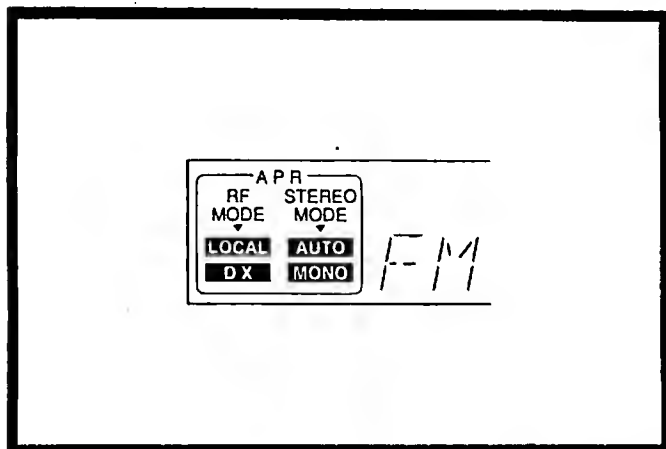 APR
RF MODE
STEREO MODE
LOCAL
AUTO
DX
MONO
FM